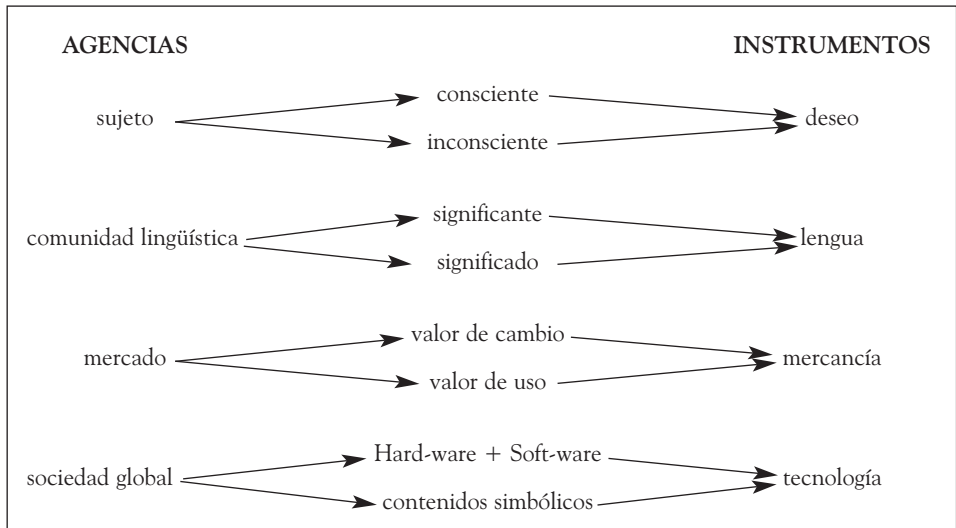 AGENCIAS INSTRUMENTOS
consciente
sujeto deseo
inconsciente
significante
comunidad lingüística lengua
significado
valor de cambio
mercado mercancía
valor de uso
Hard-ware + Soft-ware
sociedad global tecnología
contenidos simbólicos